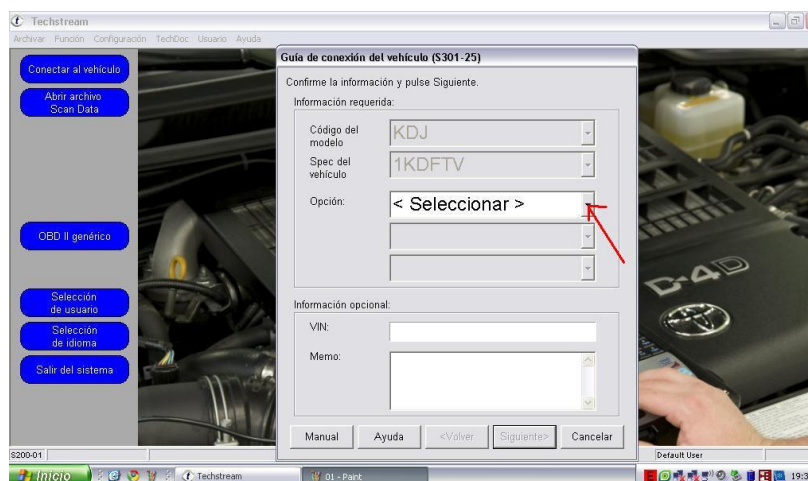 Techstream
Archivar Función Configuración TechDoc Usuario Ayuda
Conectar al vehículo
Abrir archivo
Scan Data
OBD II genérico
Selección
de usuario
Selección
de idioma
Salir del sistema
Guía de conexión del vehículo (S301-25)
Confirme la información y pulse Siguiente.
Información requerida:
Código del
modelo
KDJ
Spec del
vehículo
1KDFTV
Opción:
< Seleccionar >
Información opcional:
VIN:
Memo:
Manual Ayuda <Volver Siguiente> Cancelar
D-4D
S200-01
Default User
Inicio
Techstream
01 - Paint